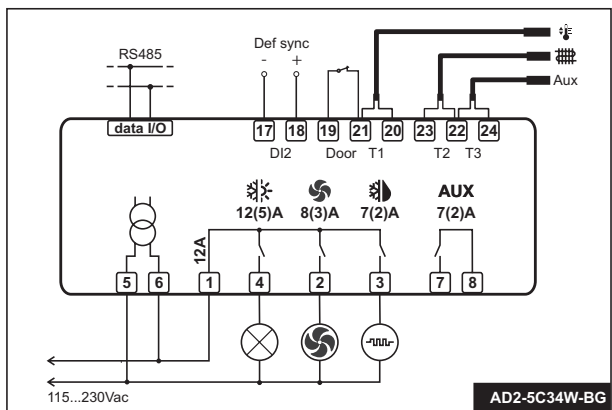 RS485
Def sync
- +
Aux
data I/O
17 18 19 21 20 23 22 24
DI2 Door T1 T2 T3
AUX
12(5)A 8(3)A 7(2)A 7(2)A
12A
5 6 1 4 2 3 7 8
115...230Vac
AD2-5C34W-BG